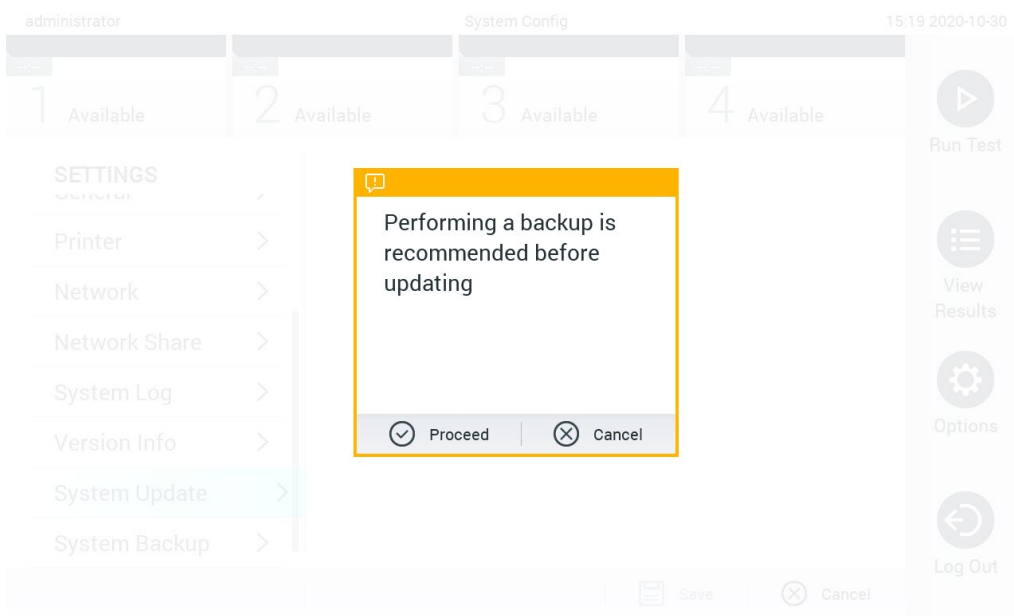 administrator System Config 15:19 2020-10-30
--:-- --:-- --:-- --:--
1 Available 2 Available 3 Available 4 Available
Run Test
SETTINGS
General
Printer
Network
Network Share
System Log
Version Info
System Update
System Backup
Performing a backup is
recommended before
updating
Proceed Cancel
View
Results
Options
Log Out
Save Cancel